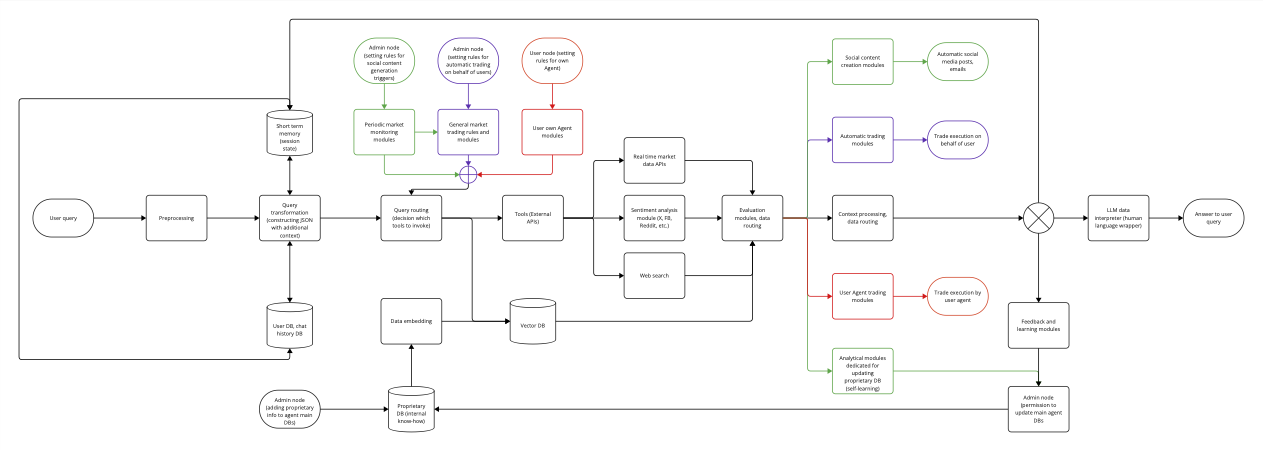 Admin node
(setting rules for
social content
generation
triggers)
Admin node
(setting rules for
automatic trading
on behalf of users)
User node (setting
rules for own
Agent)
Social content
creation modules
Automatic social
media posts,
emails
Short term
memory
(session
state)
Periodic market
monitoring
modules
General market
trading rules and
modules
User own Agent
modules
Automatic trading
modules
Trade execution on
behalf of user
Real time market
data APIs
User query
Preprocessing
Query
transformation
(constructing JSON
with additional
context)
Query routing
(decision which
tools to invoke)
Tools (External
APIs)
Sentiment analysis
module (X, FB,
Reddit, etc.)
Evaluation
modules, data
routing
Context processing,
data routing
LLM data
interpreter (human
language wrapper)
Answer to user
query
Web search
User Agent trading
modules
Trade execution by
user agent
User DB, chat
history DB
Data embedding
Vector DB
Feedback and
learning modules
Analytical modules
dedicated for
updating
proprietary DB
(self-learning)
Admin node
(adding proprietary
info to agent main
DBs)
Proprietary
DB (internal
know-how)
Admin node
(permission to
update main agent
DBs